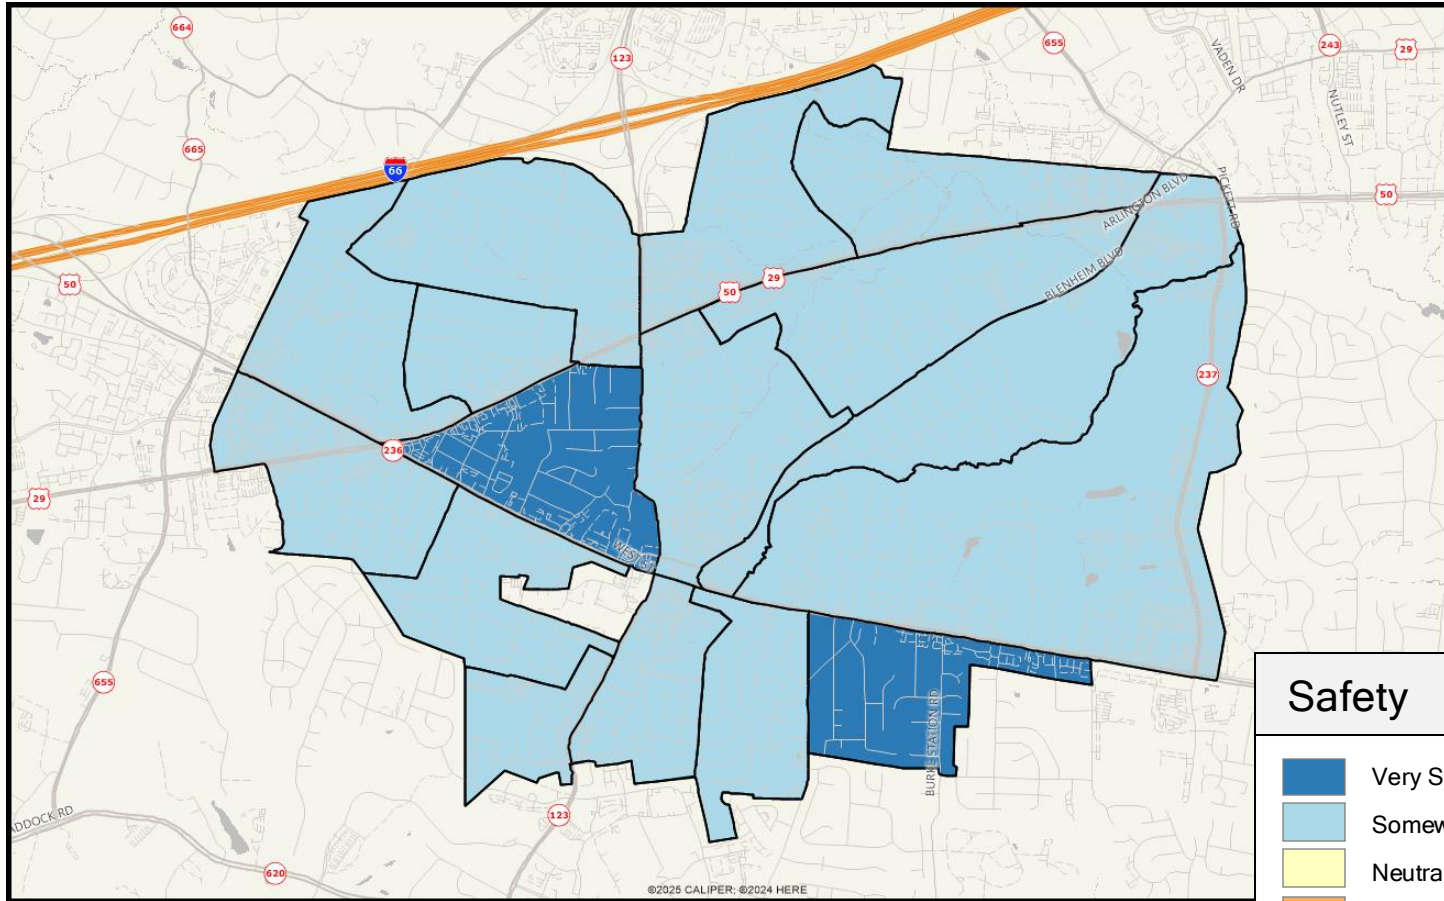 664
123
655
VADEN DR
243
29
NUTLEY ST
665
66
PICKETT RD
50
ARLINGTON BLVD
50
29
50
BLENHEIM BLVD
237
236
29
WEST ST
655
BURKE STATION RD
Safety
Very S
Somew
Neutra
DDOCK RD
123
620
©2025 CALIPER; ©2024 HERE